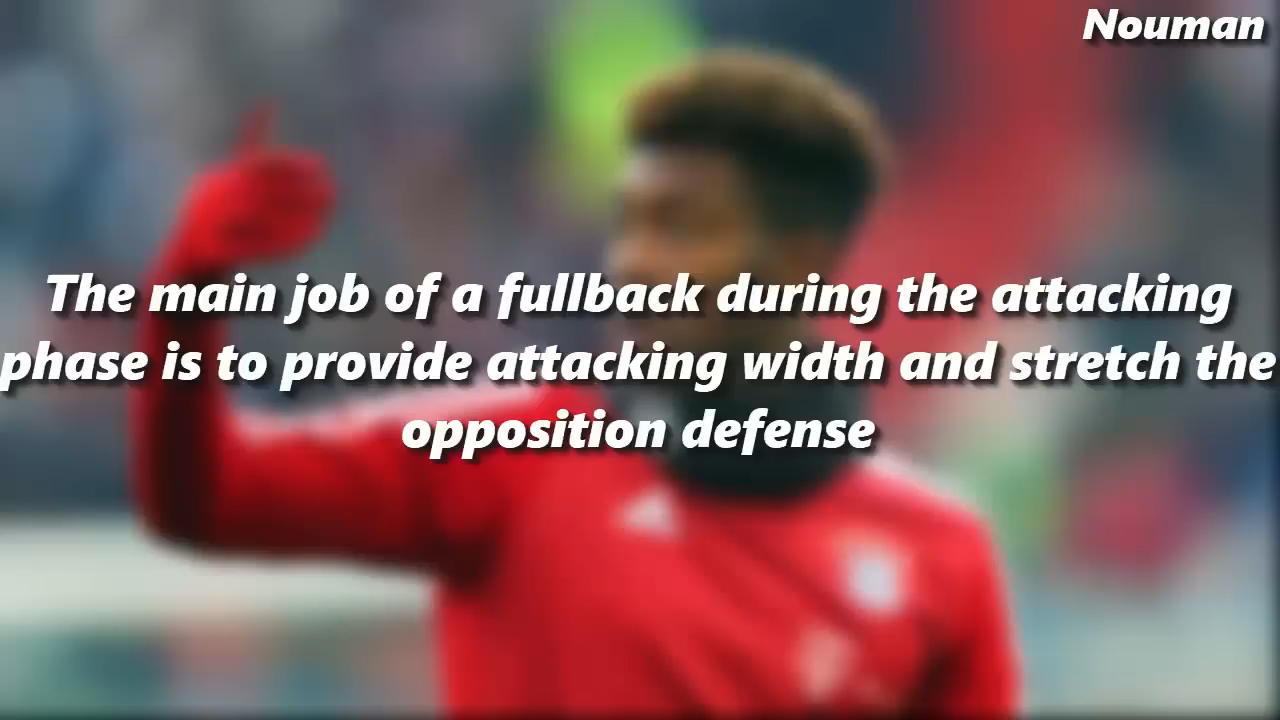 Nouman
The main job of a fullback during the attacking
phase is to provide attacking width and stretch the
opposition defense